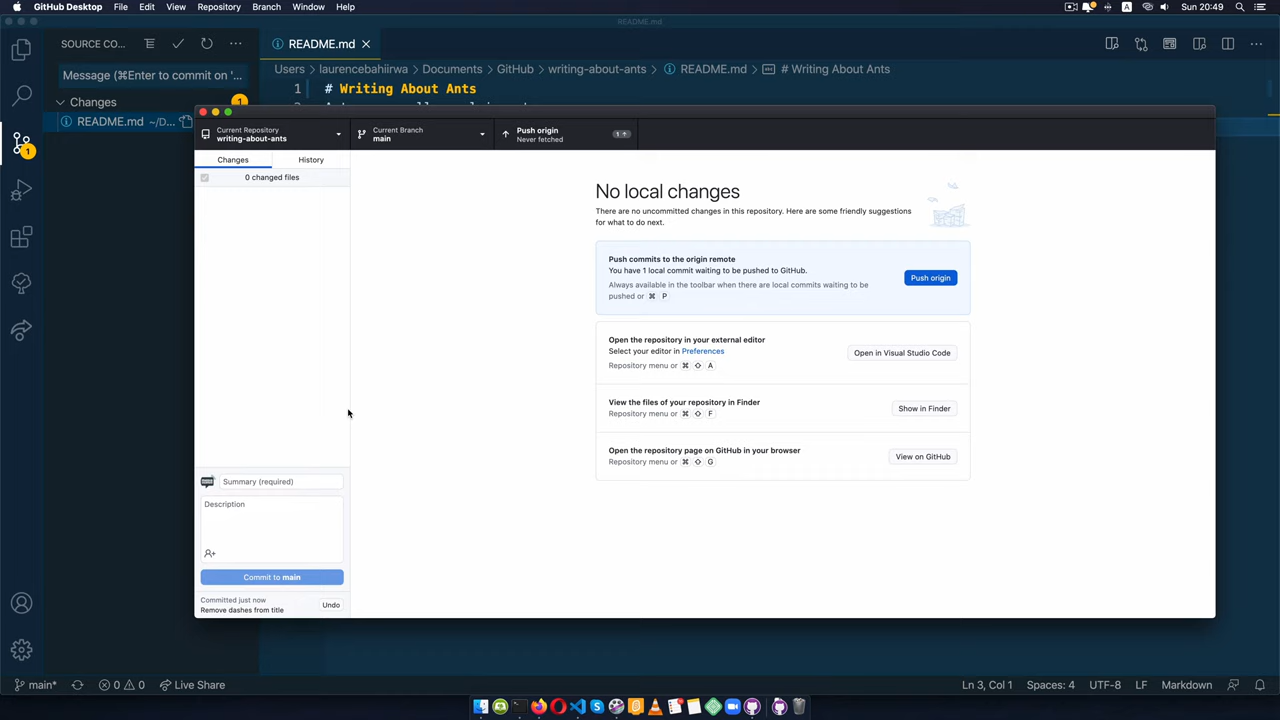 GitHub Desktop File Edit View Repository Branch Window Help
A Sun 20:49
README.md
SOURCE CO...
README.md
Message (⌘Enter to commit on '...
Users > laurencebahiirwa > Documents > GitHub > writing-about-ants > README.md > # Writing About Ants
Changes
1
1 # Writing About Ants
README.md ~/D...
1
Current Repository
writing-about-ants
Current Branch
main
Push origin
Never fetched
1
Changes
History
0 changed files
No local changes
There are no uncommitted changes in this repository. Here are some friendly suggestions
for what to do next.
Push commits to the origin remote
You have 1 local commit waiting to be pushed to GitHub.
Always available in the toolbar when there are local commits waiting to be
pushed or ⌘ P
Push origin
Open the repository in your external editor
Select your editor in Preferences
Repository menu or ⌘ ⇧ A
Open in Visual Studio Code
View the files of your repository in Finder
Repository menu or ⌘ ⇧ F
Show in Finder
Open the repository page on GitHub in your browser
Repository menu or ⌘ ⇧ G
View on GitHub
Summary (required)
Description
Commit to main
Committed just now
Remove dashes from title
Undo
main* 0 0 Live Share
Ln 3, Col 1 Spaces: 4 UTF-8 LF Markdown